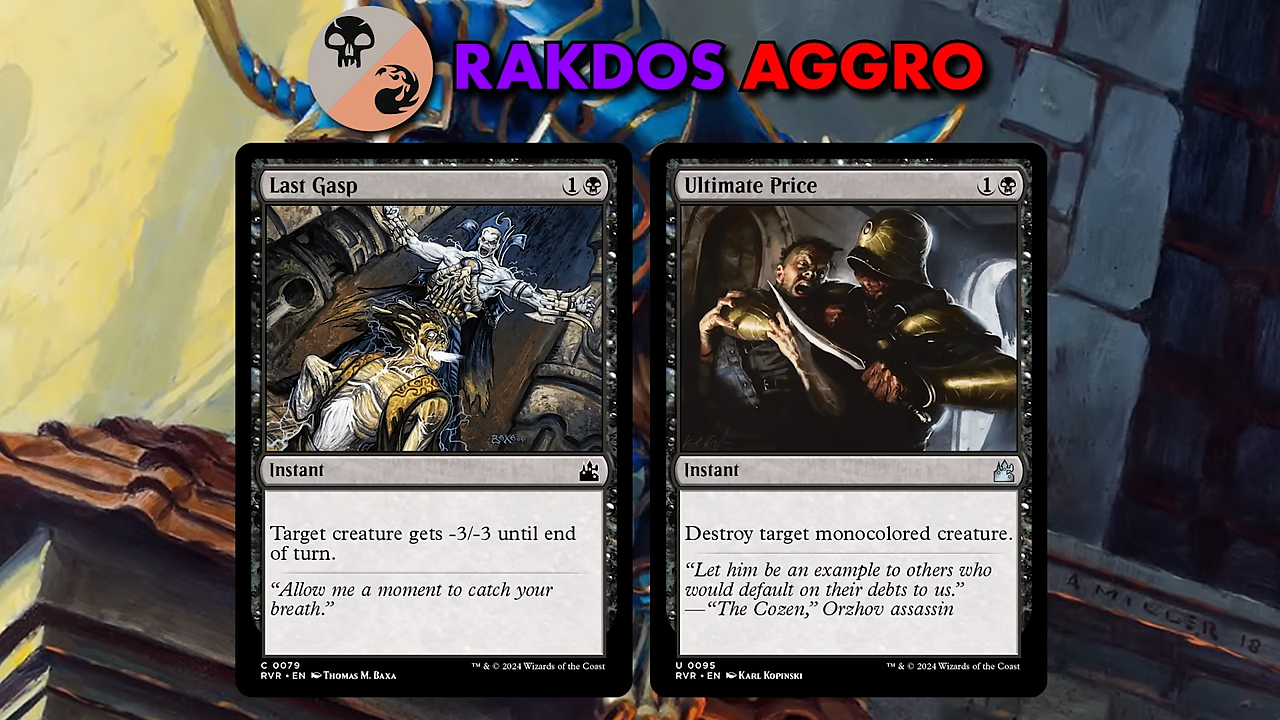 RAKDOS AGGRO
Last Gasp 1
Instant
Target creature gets -3/-3 until end
of turn.
“Allow me a moment to catch your
breath.”
C 0079
RVR • EN Thomas M. Baxa
™ & © 2024 Wizards of the Coast
BAXA
Ultimate Price 1
Instant
Destroy target monocolored creature.
“Let him be an example to others who
would default on their debts to us.”
—“The Cozen,” Orzhov assassin
U 0095
RVR • EN Karl Kopinski
™ & © 2024 Wizards of the Coast
A MILLER 18